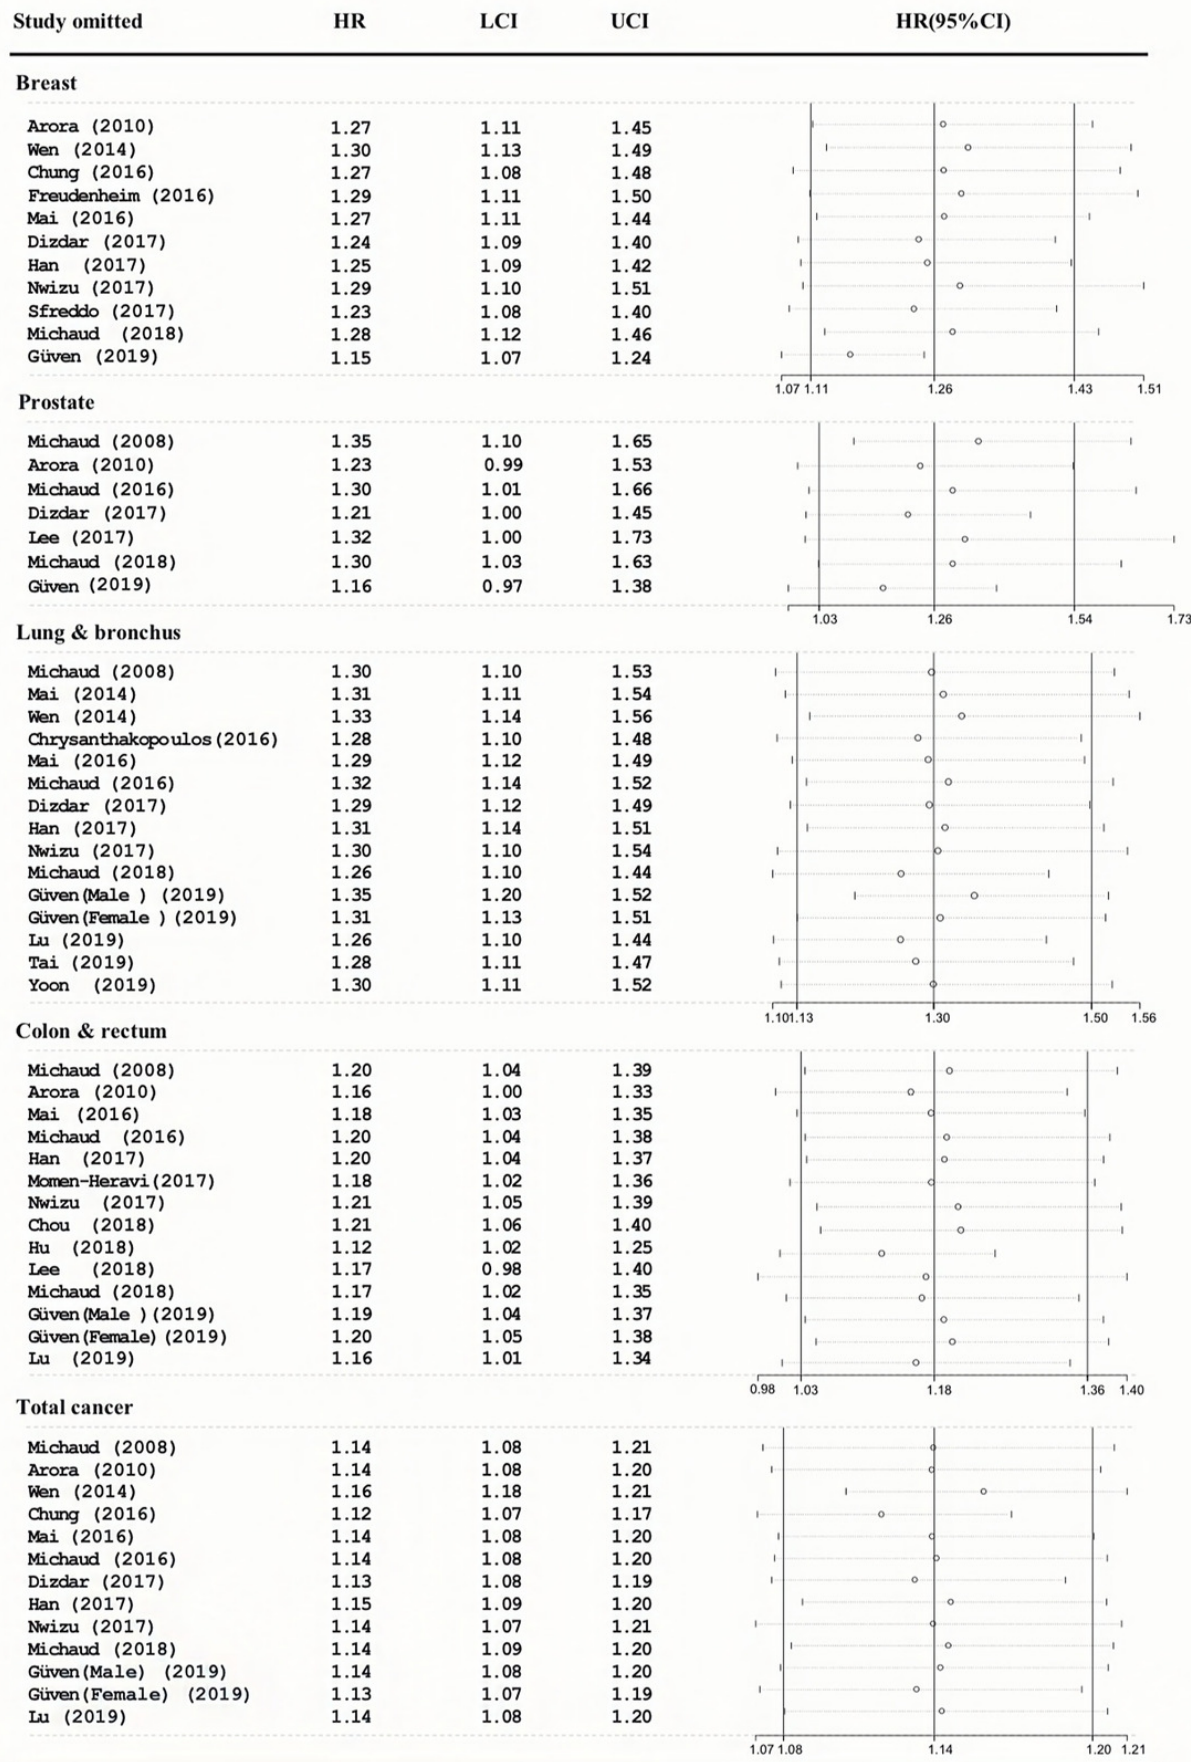 Study omitted HR LCI UCI HR(95%CI)
Breast
Arora (2010) 1.27 1.11 1.45
Wen (2014) 1.30 1.13 1.49
Chung (2016) 1.27 1.08 1.48
Freudenheim (2016) 1.29 1.11 1.50
Mai (2016) 1.27 1.11 1.44
Dizdar (2017) 1.24 1.09 1.40
Han (2017) 1.25 1.09 1.42
Nwizu (2017) 1.29 1.10 1.51
Sfreddo (2017) 1.23 1.08 1.40
Michaud (2018) 1.28 1.12 1.46
Güven (2019) 1.15 1.07 1.24
1.07 1.11 1.26 1.43 1.51
Prostate
Michaud (2008) 1.35 1.10 1.65
Arora (2010) 1.23 0.99 1.53
Michaud (2016) 1.30 1.01 1.66
Dizdar (2017) 1.21 1.00 1.45
Lee (2017) 1.32 1.00 1.73
Michaud (2018) 1.30 1.03 1.63
Güven (2019) 1.16 0.97 1.38
1.03 1.26 1.54 1.73
Lung & bronchus
Michaud (2008) 1.30 1.10 1.53
Mai (2014) 1.31 1.11 1.54
Wen (2014) 1.33 1.14 1.56
Chrysanthakopoulos(2016) 1.28 1.10 1.48
Mai (2016) 1.29 1.12 1.49
Michaud (2016) 1.32 1.14 1.52
Dizdar (2017) 1.29 1.12 1.49
Han (2017) 1.31 1.14 1.51
Nwizu (2017) 1.30 1.10 1.54
Michaud (2018) 1.26 1.10 1.44
Güven(Male ) (2019) 1.35 1.20 1.52
Güven(Female ) (2019) 1.31 1.13 1.51
Lu (2019) 1.26 1.10 1.44
Tai (2019) 1.28 1.11 1.47
Yoon (2019) 1.30 1.11 1.52
1.101.13 1.30 1.50 1.56
Colon & rectum
Michaud (2008) 1.20 1.04 1.39
Arora (2010) 1.16 1.00 1.33
Mai (2016) 1.18 1.03 1.35
Michaud (2016) 1.20 1.04 1.38
Han (2017) 1.20 1.04 1.37
Momen-Heravi(2017) 1.18 1.02 1.36
Nwizu (2017) 1.21 1.05 1.39
Chou (2018) 1.21 1.06 1.40
Hu (2018) 1.12 1.02 1.25
Lee (2018) 1.17 0.98 1.40
Michaud (2018) 1.17 1.02 1.35
Güven(Male )(2019) 1.19 1.04 1.37
Güven(Female)(2019) 1.20 1.05 1.38
Lu (2019) 1.16 1.01 1.34
0.98 1.03 1.18 1.36 1.40
Total cancer
Michaud (2008) 1.14 1.08 1.21
Arora (2010) 1.14 1.08 1.20
Wen (2014) 1.16 1.18 1.21
Chung (2016) 1.12 1.07 1.17
Mai (2016) 1.14 1.08 1.20
Michaud (2016) 1.14 1.08 1.20
Dizdar (2017) 1.13 1.08 1.19
Han (2017) 1.15 1.09 1.20
Nwizu (2017) 1.14 1.07 1.21
Michaud (2018) 1.14 1.09 1.20
Güven(Male) (2019) 1.14 1.08 1.20
Güven(Female) (2019) 1.13 1.07 1.19
Lu (2019) 1.14 1.08 1.20
1.07 1.08 1.14 1.20 1.21